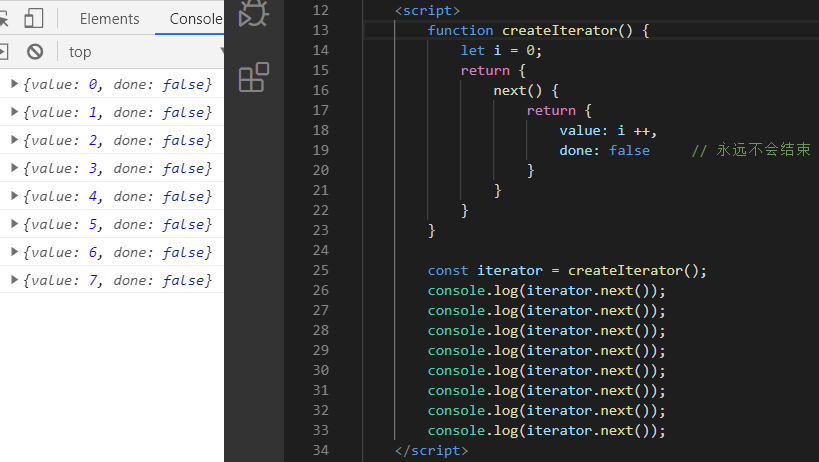 Elements Console
top
{value: 0, done: false}
{value: 1, done: false}
{value: 2, done: false}
{value: 3, done: false}
{value: 4, done: false}
{value: 5, done: false}
{value: 6, done: false}
{value: 7, done: false}
12 <script>
13 function createIterator() {
14 let i = 0;
15 return {
16 next() {
17 return {
18 value: i ++,
19 done: false // 永远不会结束
20 }
21 }
22 }
23 }
24
25 const iterator = createIterator();
26 console.log(iterator.next());
27 console.log(iterator.next());
28 console.log(iterator.next());
29 console.log(iterator.next());
30 console.log(iterator.next());
31 console.log(iterator.next());
32 console.log(iterator.next());
33 console.log(iterator.next());
34 </script>